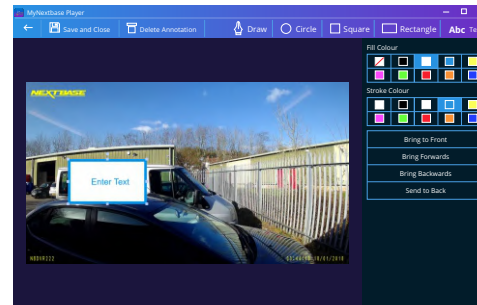 MyNextbase Player
Save and Close
Delete Annotation
Draw
Circle
Square
Rectangle
Abc Te
Fill Colour
Stroke Colour
Bring to Front
Bring Forwards
Bring Backwards
Send to Back
NEXTBASE
Enter Text